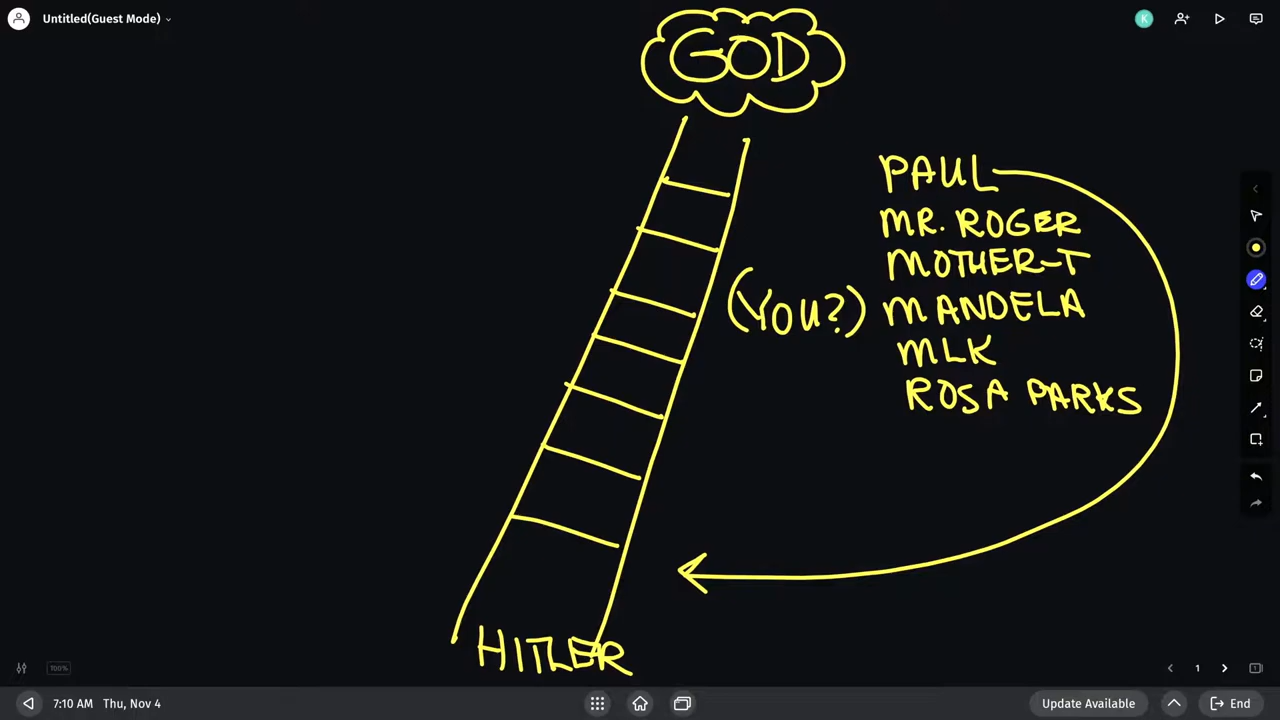 Untitled(Guest Mode)
K
GOD
PAUL
MR. ROGER
MOTHER-T
(YOU?) MANDELA
MLK
ROSA PARKS
HITLER
100%
1
7:10 AM Thu, Nov 4
Update Available
End